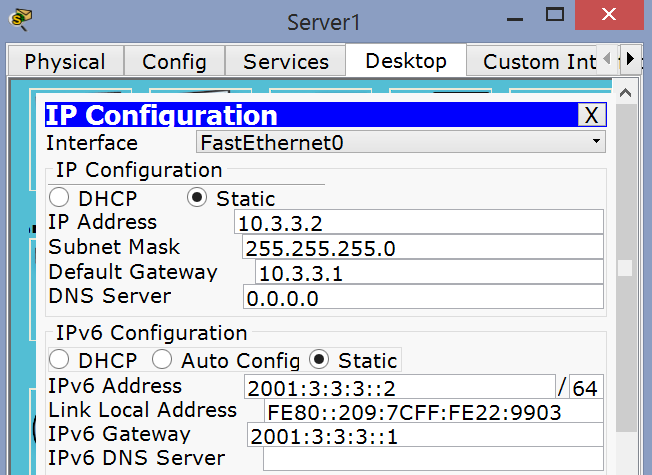 Server1
Physical Config Services Desktop Custom Int
IP Configuration X
Interface FastEthernet0
IP Configuration
DHCP Static
IP Address 10.3.3.2
Subnet Mask 255.255.255.0
Default Gateway 10.3.3.1
DNS Server 0.0.0.0
IPv6 Configuration
DHCP Auto Config Static
IPv6 Address 2001:3:3:3::2 / 64
Link Local Address FE80::209:7CFF:FE22:9903
IPv6 Gateway 2001:3:3:3::1
IPv6 DNS Server